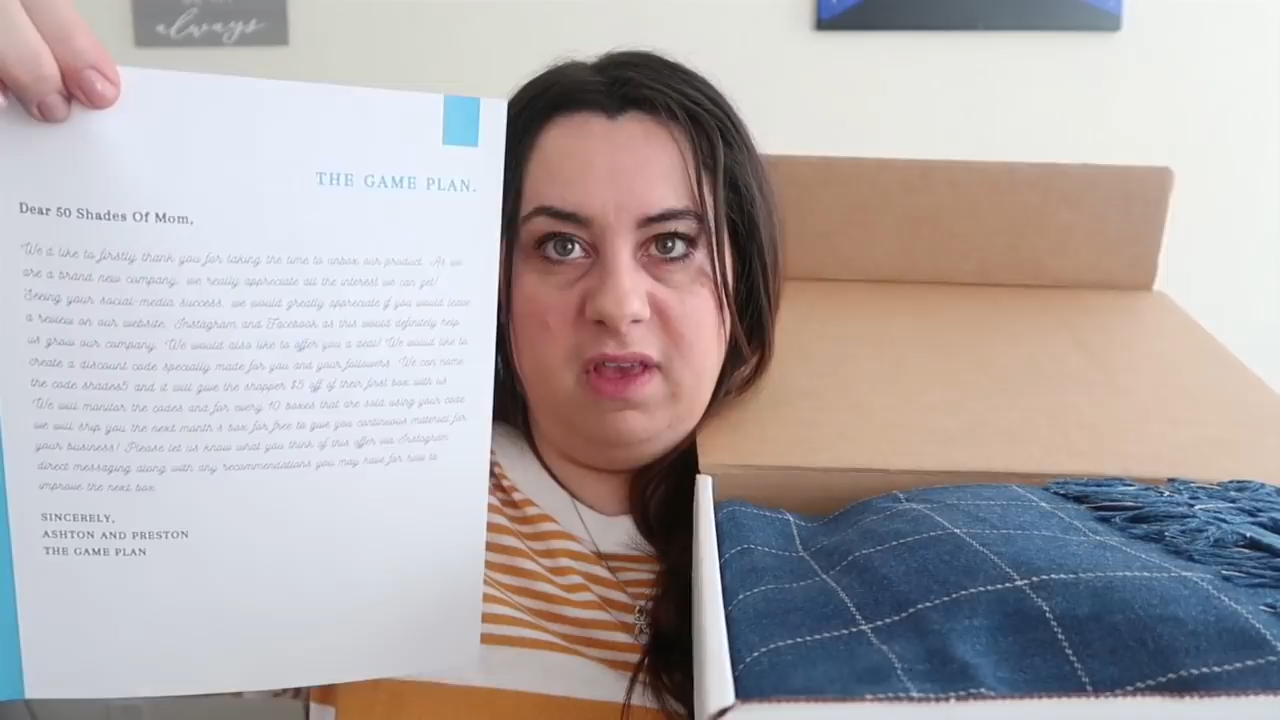 always
THE GAME PLAN.
Dear 50 Shades Of Mom,
We'd like to firstly thank you for taking the time to unbox our product. As we
are a brand new company, we really appreciate all the interest we can get!
Seeing your social-media success, we would greatly appreciate if you would leave
a review on our website, Instagram and Facebook as this would definitely help
us grow our company. We would also like to offer you a deal! We would like to
create a discount code specially made for you and your followers. We can name
the code shades5 and it will give the shopper $5 off of their first box with us.
We will monitor the codes and for every 10 boxes that are sold using your code
we will ship you the next month's box for free to give you continuous material for
your business! Please let us know what you think of this offer via Instagram
direct messaging along with any recommendations you may have for how to
improve the next box.
SINCERELY,
ASHTON AND PRESTON
THE GAME PLAN